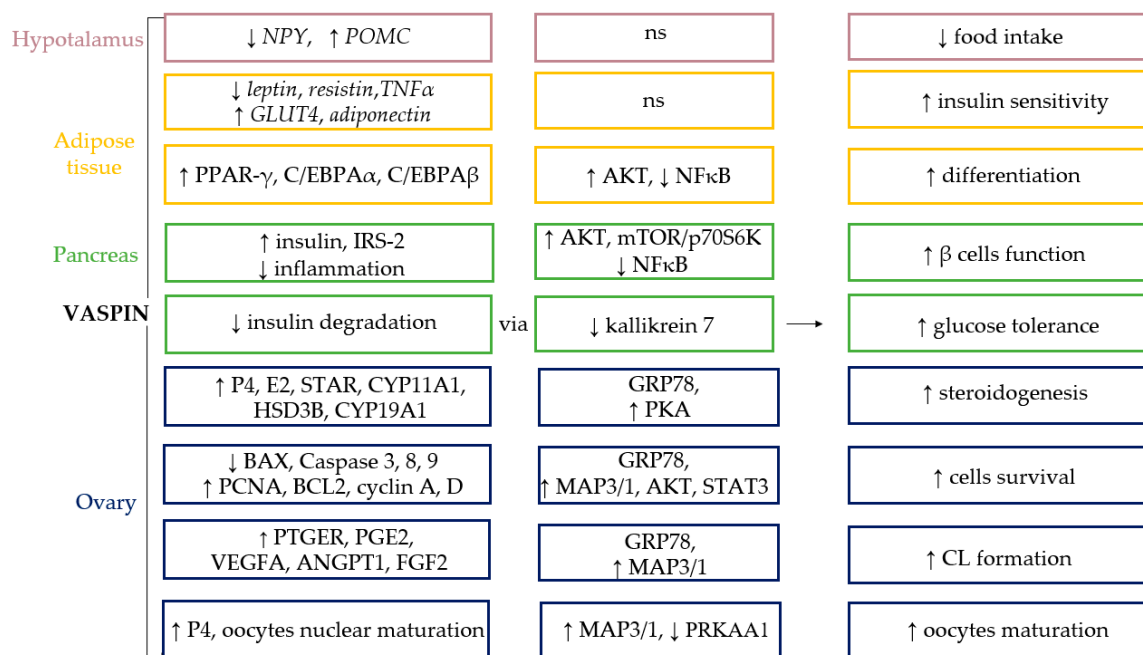 Hypotalamus
↓ NPY, ↑ POMC
ns
↓ food intake
Adipose
tissue
↓ leptin, resistin,TNFα
↑ GLUT4, adiponectin
ns
↑ insulin sensitivity
↑ PPAR-γ, C/EBPAα, C/EBPAβ
↑ AKT, ↓ NFκB
↑ differentiation
Pancreas
↑ insulin, IRS-2
↓ inflammation
↑ AKT, mTOR/p70S6K
↓ NFκB
↑ β cells function
VASPIN
↓ insulin degradation
via
↓ kallikrein 7
→
↑ glucose tolerance
Ovary
↑ P4, E2, STAR, CYP11A1,
HSD3B, CYP19A1
GRP78,
↑ PKA
↑ steroidogenesis
↓ BAX, Caspase 3, 8, 9
↑ PCNA, BCL2, cyclin A, D
GRP78,
↑ MAP3/1, AKT, STAT3
↑ cells survival
↑ PTGER, PGE2,
VEGFA, ANGPT1, FGF2
GRP78,
↑ MAP3/1
↑ CL formation
↑ P4, oocytes nuclear maturation
↑ MAP3/1, ↓ PRKAA1
↑ oocytes maturation